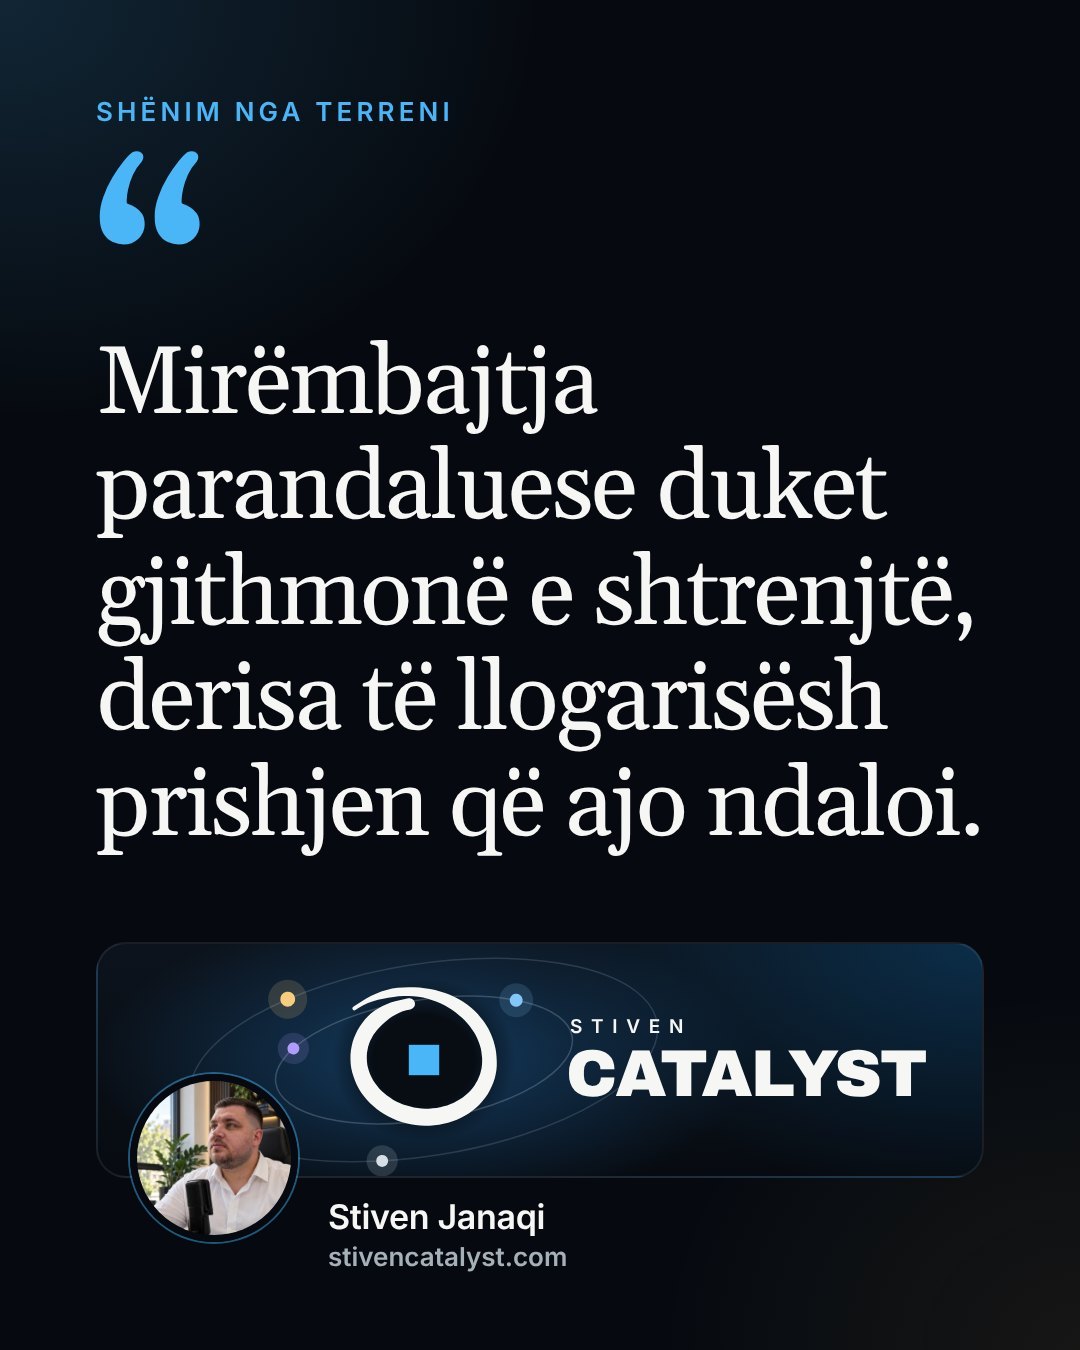 SHËNIM NGA TERRENI
“
Mirëmbajtja
parandaluese duket
gjithmonë e shtrenjtë,
derisa të llogarisësh
prishjen që ajo ndaloi.
STIVEN
CATALYST
Stiven Janaqi
stivencatalyst.com